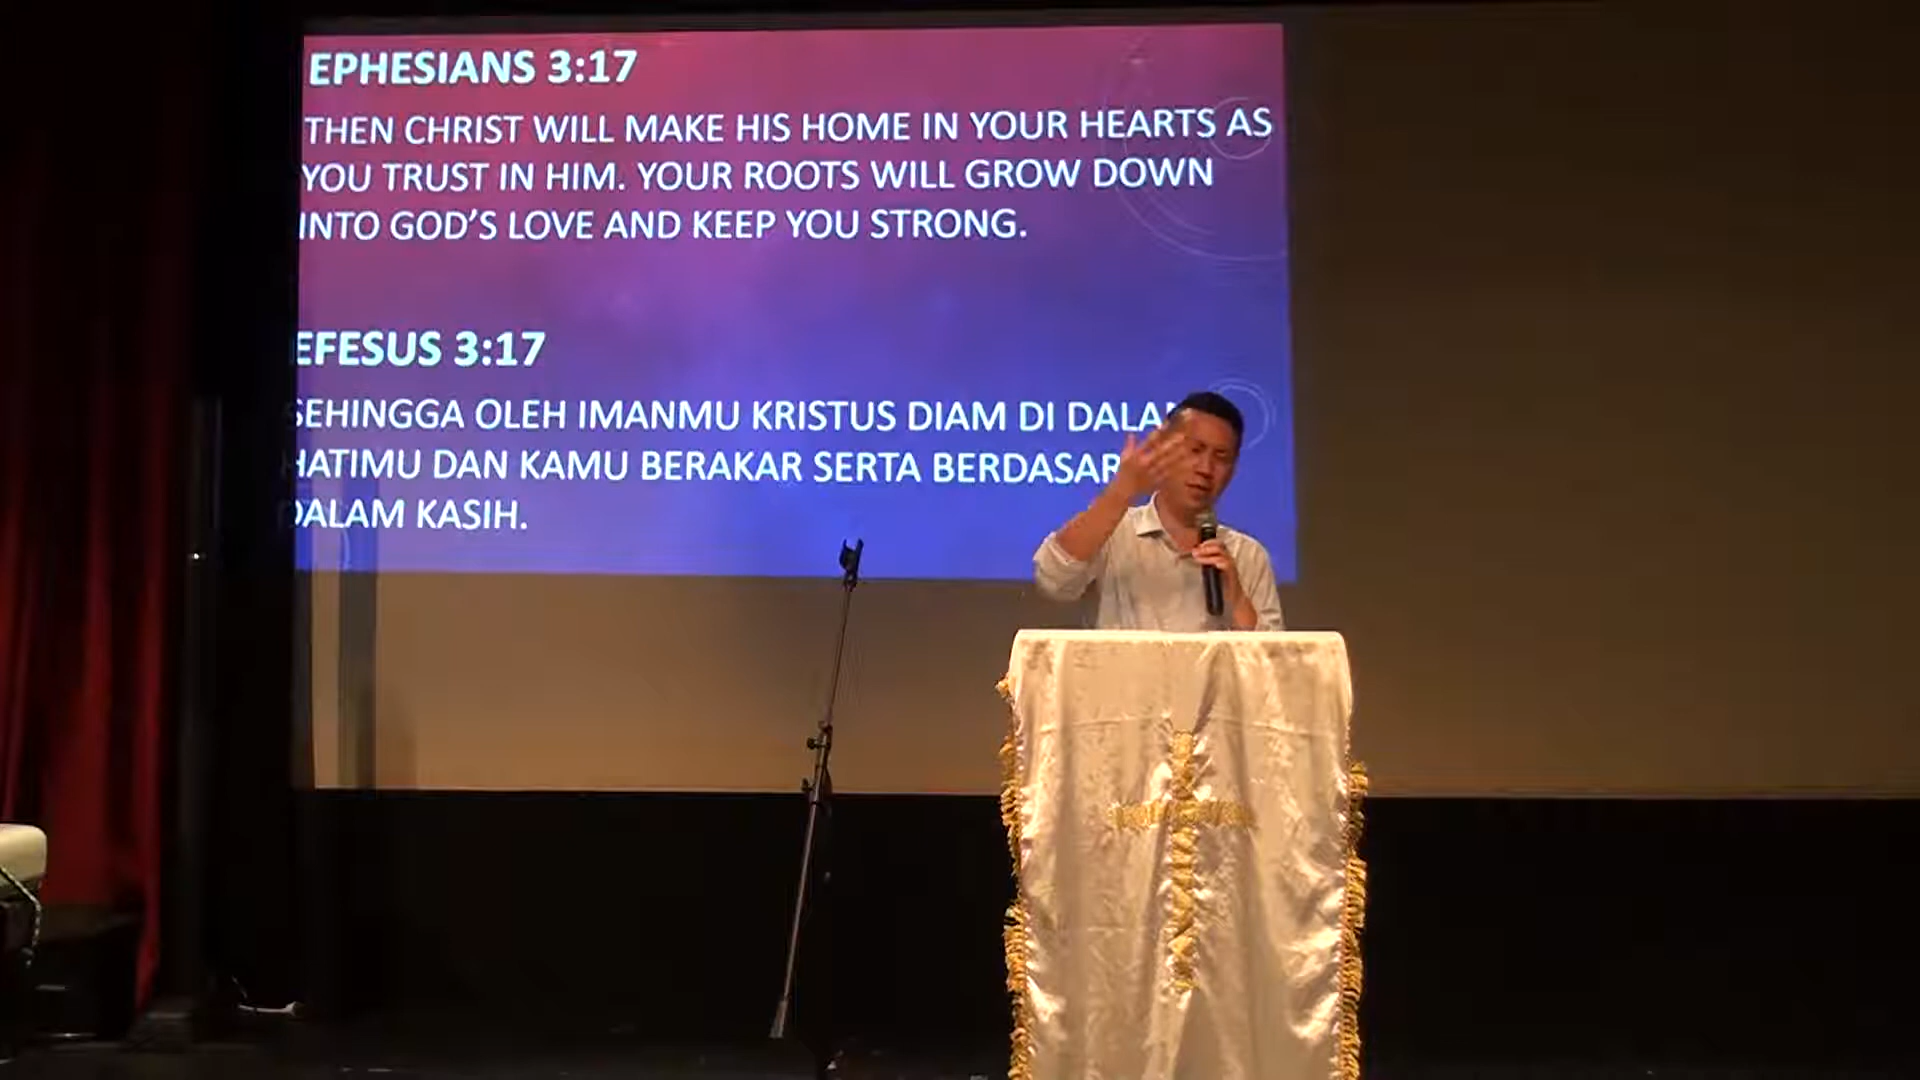 EPHESIANS 3:17
THEN CHRIST WILL MAKE HIS HOME IN YOUR HEARTS AS
YOU TRUST IN HIM. YOUR ROOTS WILL GROW DOWN
INTO GOD'S LOVE AND KEEP YOU STRONG.
EFESUS 3:17
SEHINGGA OLEH IMANMU KRISTUS DIAM DI DALAM
HATIMU DAN KAMU BERAKAR SERTA BERDASAR
DALAM KASIH.